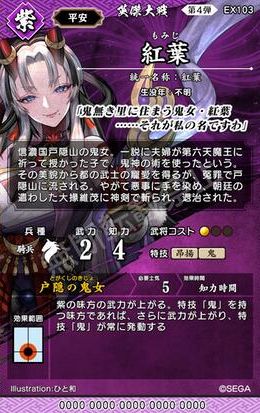 紫
平安
英傑大戦
第4弾
EX103
もみじ
紅葉
統一名称：紅葉
生没年：不明
「鬼無き里に住まう鬼女・紅葉
……それが私の名ですわ」
信濃国戸隠山の鬼女。一説に夫婦が第六天魔王に
祈って授かった子で、鬼神の術を使ったという。
その美貌から都の武士の寵愛を得るが、冤罪で戸
隠山に流される。やがて悪事に手を染め、朝廷の
遣わした大操維茂に神剣で斬られ、退治された。
兵種
武力
知力
武将コスト
騎兵
2
4
特技
昂揚
鬼
とがくしのきじょ
戸隠の鬼女
必要士気
5
効果時間
知力時間
効果範囲
紫の味方の武力が上がる。特技「鬼」を持
つ味方であれば、さらに武力が上がり、特技
「鬼」が常に発動する
©SEGA
Illustration:ひと和
0000 0000 0000 0000 0000